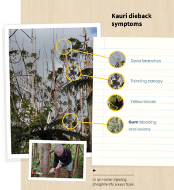 Kauri dieback
symptoms
Dead branches
Thinning canopy
Yellow leaves
Gum bleeding
and lesions